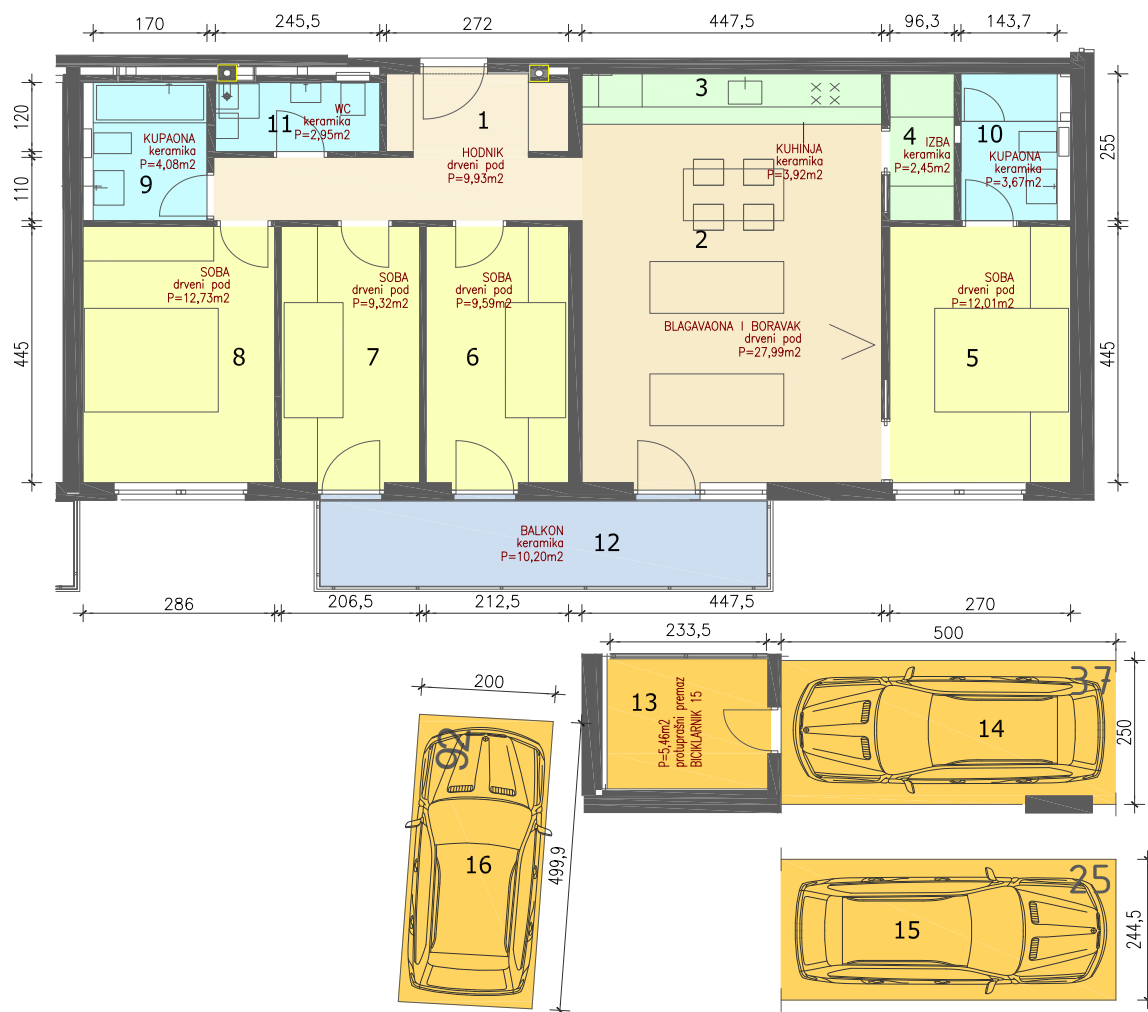 170
245,5
272
447,5
96,3
143,7
120
110
445
255
445
1
HODNIK
drveni pod
P=9,93m2
3
KUHINJA
keramika
P=3,92m2
4
IZBA
keramika
P=2,45m2
10
KUPAONA
keramika
P=3,67m2
11
WC
keramika
P=2,95m2
KUPAONA
keramika
P=4,08m2
9
2
BLAGAVAONA I BORAVAK
drveni pod
P=27,99m2
SOBA
drveni pod
P=12,73m2
8
SOBA
drveni pod
P=9,32m2
7
SOBA
drveni pod
P=9,59m2
6
SOBA
drveni pod
P=12,01m2
5
BALKON
keramika
P=10,20m2
12
286
206,5
212,5
447,5
270
233,5
500
13
P=5,46m2
protuprašni premaz
BICIKLARNIK 15
14
37
250
200
92
16
499,9
15
25
244,5